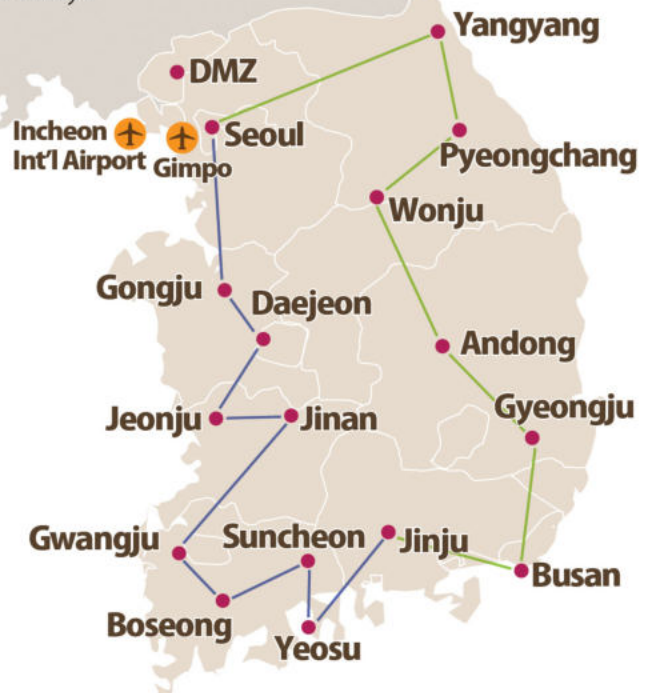 Yangyang
DMZ
Incheon
Int'l Airport
Gimpo
Seoul
Pyeongchang
Wonju
Gongju
Daejeon
Andong
Gyeongju
Jeonju
Jinan
Gwangju
Suncheon
Jinju
Busan
Boseong
Yeosu